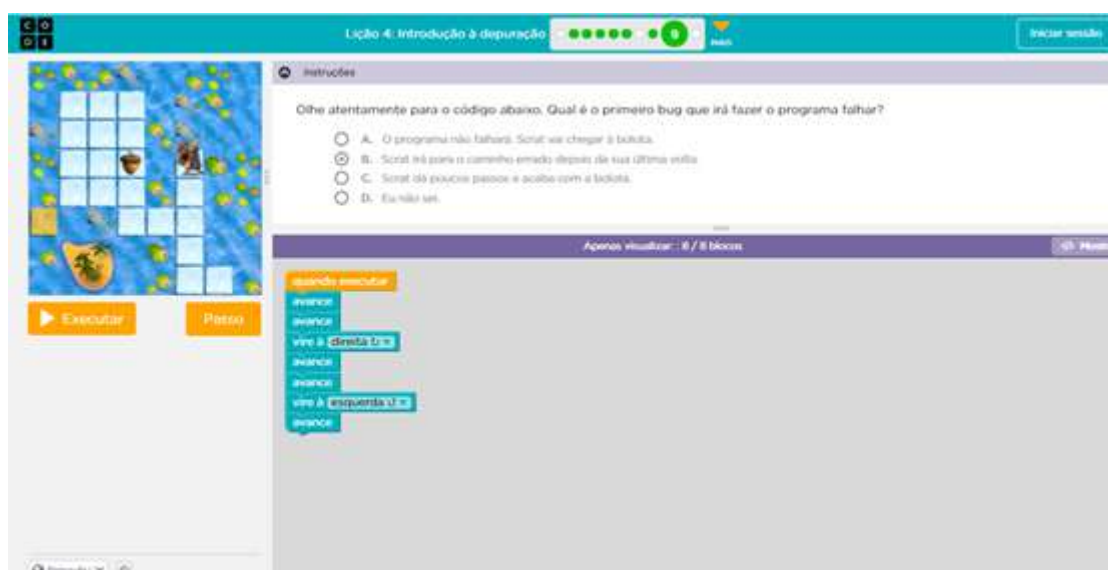 C O
D E
Lição 4: Introdução à depuração
9
MAIS
Iniciar sessão
Instruções
Olhe atentamente para o código abaixo. Qual é o primeiro bug que irá fazer o programa falhar?
A. O programa não falhará. Scrat vai chegar à bolota.
B. Scrat irá para o caminho errado depois da sua última volta
C. Scrat dá poucos passos e acaba com a bolota.
D. Eu não sei.
Apenas visualizar : 8 / 8 blocos
Executar
Passo
quando executar
avance
avance
vire à direita ↻
avance
avance
vire à esquerda ↺
avance